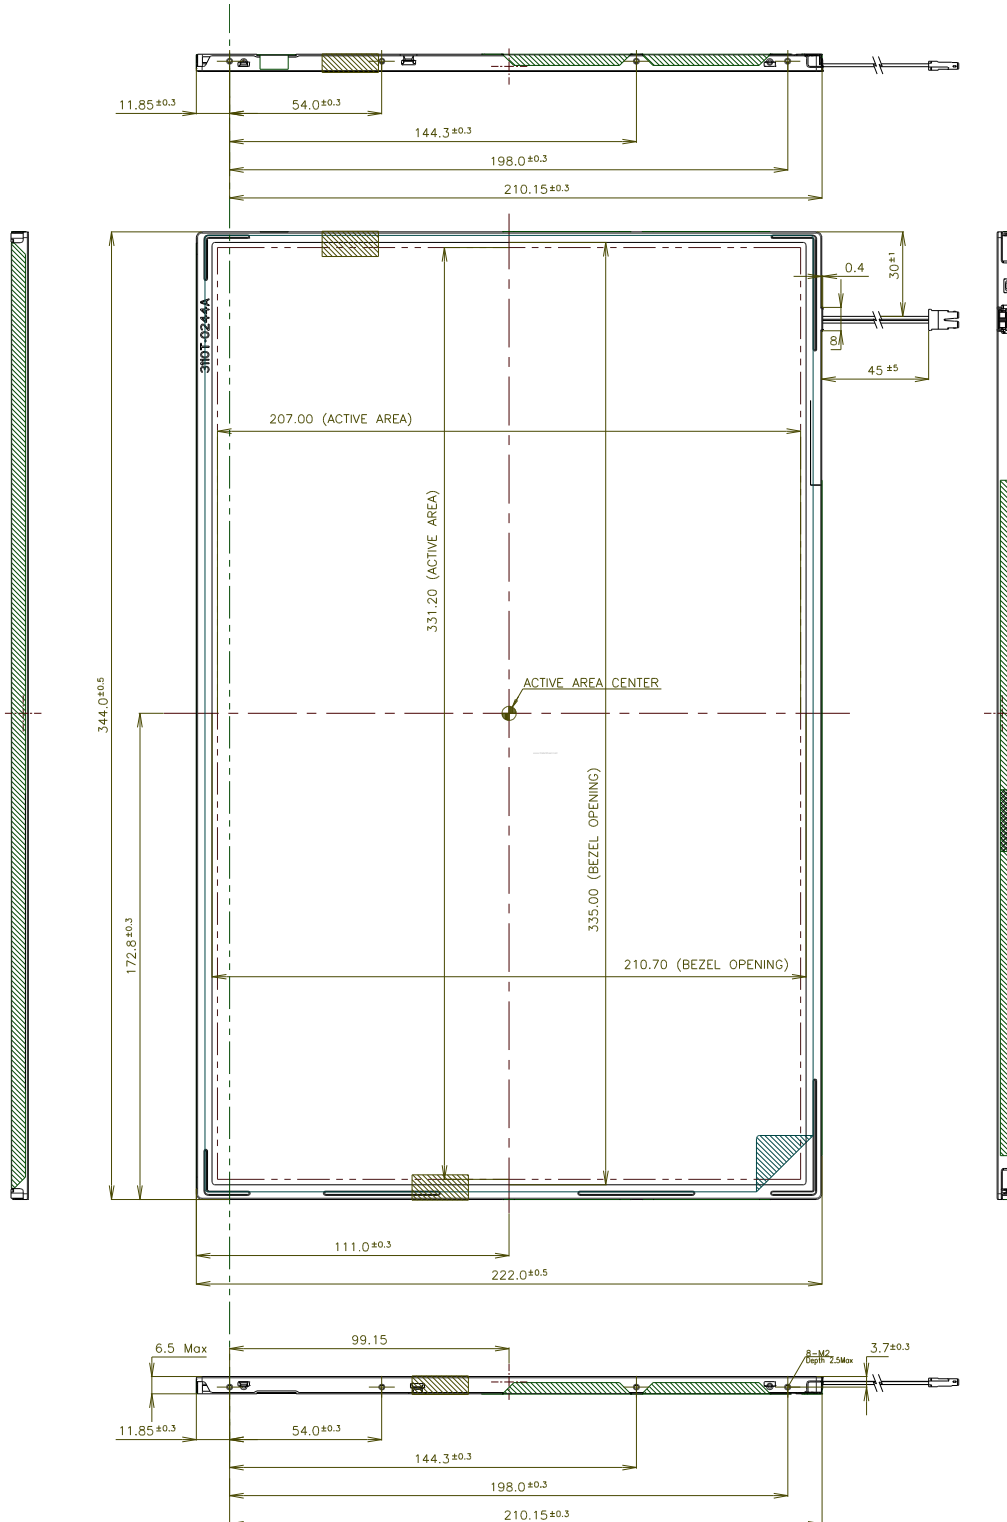 11.85±0.3
54.0±0.3
144.3±0.3
198.0±0.3
210.15±0.3
0.4
30±1
3110T-0244A
8
45 ±5
207.00 (ACTIVE AREA)
331.20 (ACTIVE AREA)
ACTIVE AREA CENTER
344.0±0.5
335.00 (BEZEL OPENING)
172.8±0.3
210.70 (BEZEL OPENING)
111.0±0.3
222.0±0.5
99.15
6.5 Max
8-M2
Depth 2.5Max
3.7±0.3
11.85±0.3
54.0±0.3
144.3±0.3
198.0±0.3
210.15±0.3